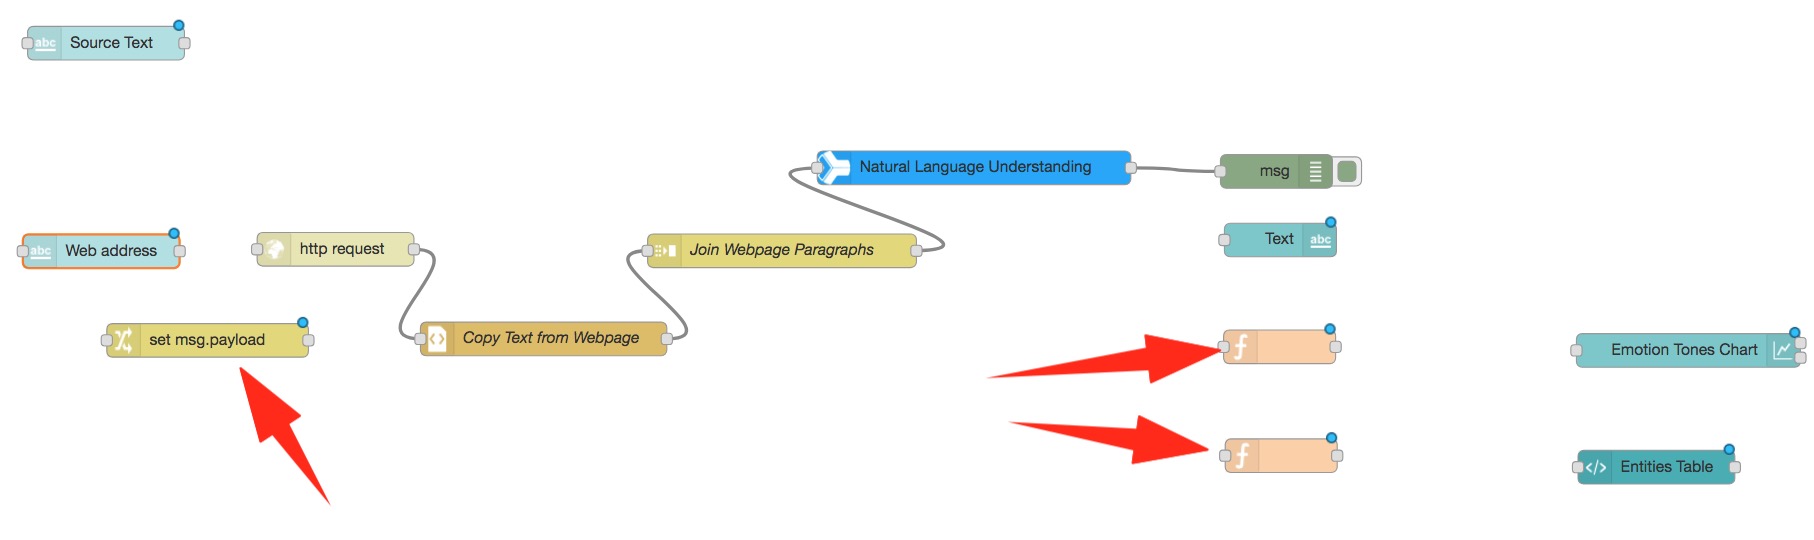 abc Source Text
Natural Language Understanding
msg
Text abc
abc Web address
http request
Join Webpage Paragraphs
set msg.payload
Copy Text from Webpage
f
Emotion Tones Chart
f
</> Entities Table